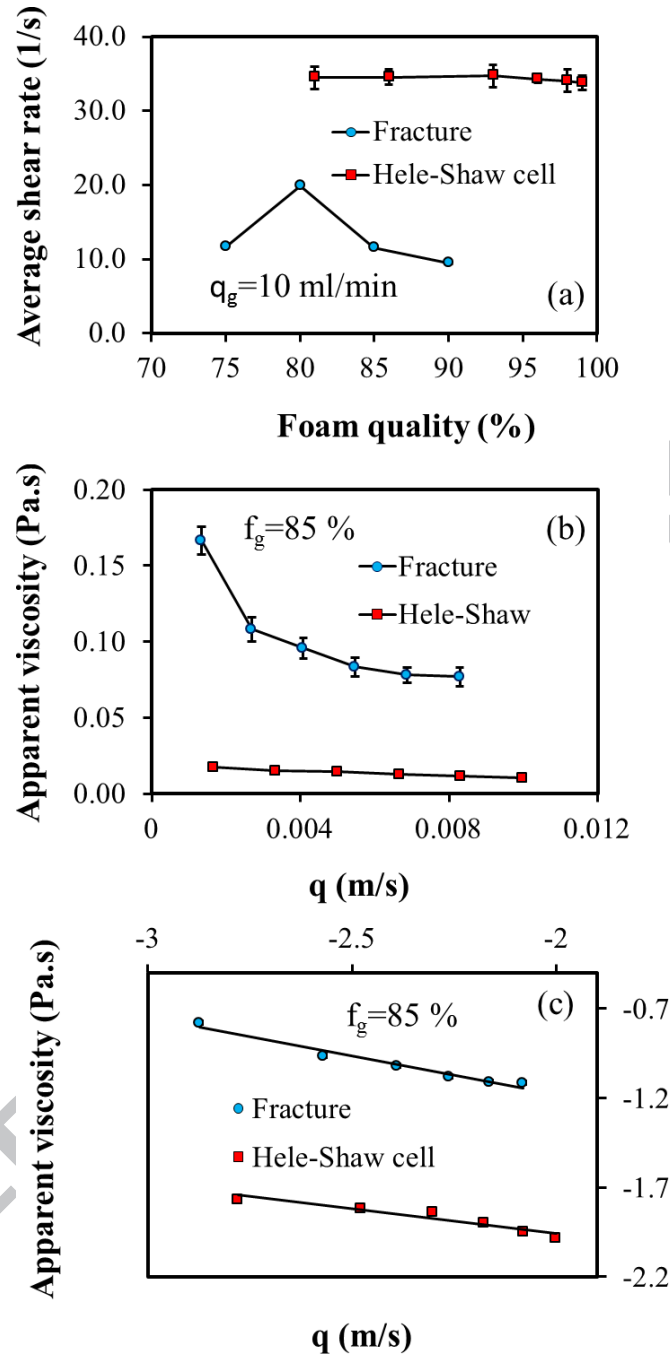 Average shear rate (1/s)
40.0
30.0
20.0
10.0
0.0
Fracture
Hele-Shaw cell
qg=10 ml/min
(a)
70 75 80 85 90 95 100
Foam quality (%)
Apparent viscosity (Pa.s)
0.20
0.15
0.10
0.05
0.00
fg=85 %
(b)
Fracture
Hele-Shaw
0 0.004 0.008 0.012
q (m/s)
Apparent viscosity (Pa.s)
-3 -2.5 -2
fg=85 %
(c)
Fracture
Hele-Shaw cell
-0.7
-1.2
-1.7
-2.2
q (m/s)